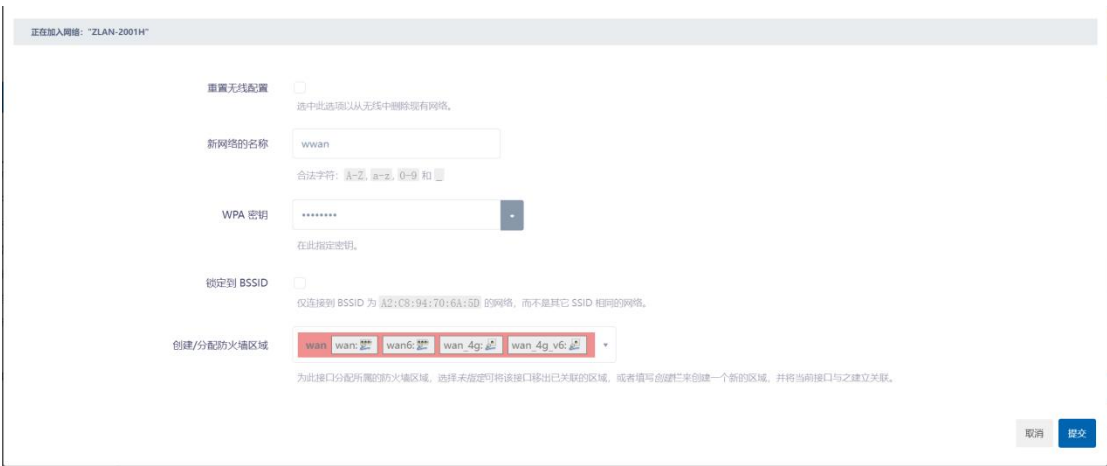 正在加入网络："ZLAN-2001H"
重置无线配置
选中此选项以从无线中删除现有网络。
新网络的名称
wwan
合法字符：A-Z, a-z, 0-9 和 _
WPA 密钥
••••••••
在此指定密钥。
锁定到 BSSID
仅连接到 BSSID 为 A2:C8:94:70:6A:5D 的网络，而不是其它 SSID 相同的网络。
创建/分配防火墙区域
wan wan: wan6: wan_4g: wan_4g_v6:
为此接口分配所属的防火墙区域，选择未指定可将该接口移出已关联的区域，或者填写创建栏来创建一个新的区域，并将当前接口与之建立关联。
取消 提交